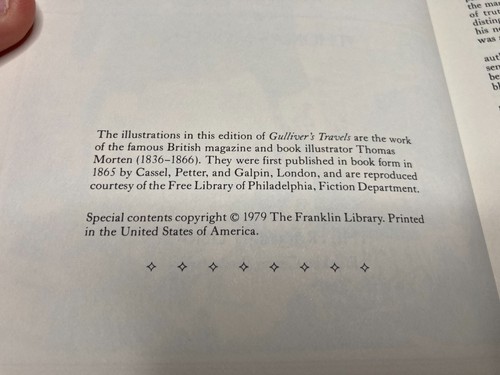 The illustrations in this edition of Gulliver's Travels are the work
of the famous British magazine and book illustrator Thomas
Morten (1836–1866). They were first published in book form in
1865 by Cassel, Petter, and Galpin, London, and are reproduced
courtesy of the Free Library of Philadelphia, Fiction Department.
Special contents copyright © 1979 The Franklin Library. Printed
in the United States of America.
of
his
was